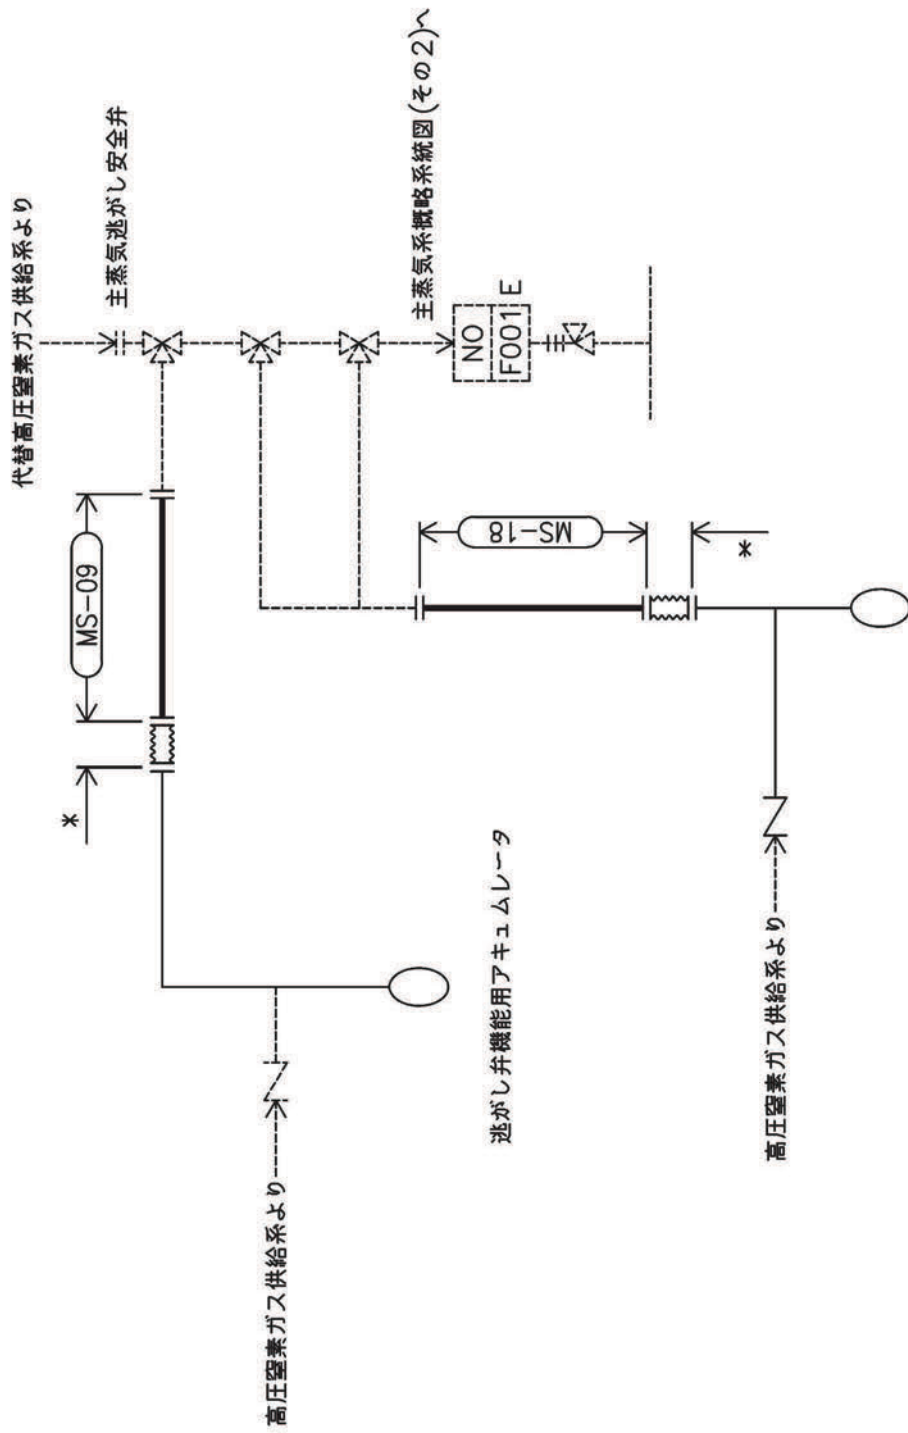 代替高圧窒素ガス供給系より
主蒸気逃がし安全弁
MS-09
*
主蒸気系概略系統図(その2)へ
NO
F001
E
MS-18
*
高圧窒素ガス供給系より
逃がし弁機能用アキュムレータ
高圧窒素ガス供給系より